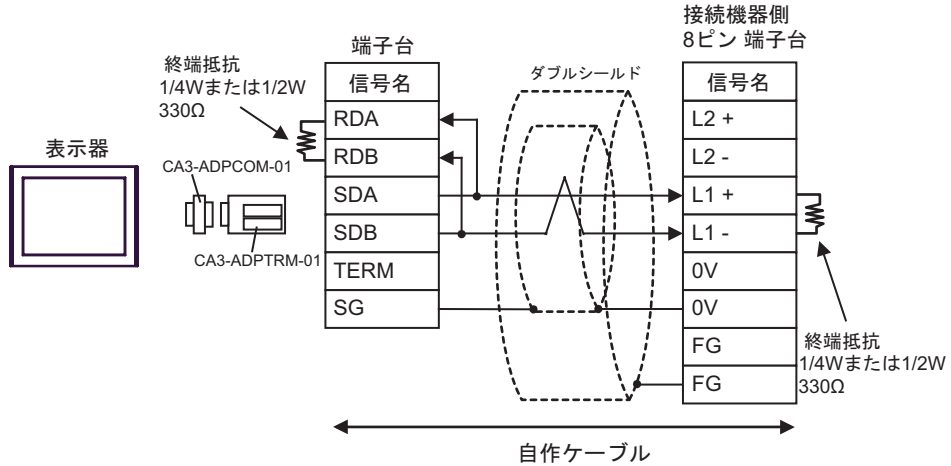 接続機器側
8ピン 端子台
端子台
ダブルシールド
終端抵抗
1/4Wまたは1/2W
330Ω
表示器
CA3-ADPCOM-01
CA3-ADPTRM-01
信号名
RDA
RDB
SDA
SDB
TERM
SG
信号名
L2 +
L2 -
L1 +
L1 -
0V
0V
FG
FG
終端抵抗
1/4Wまたは1/2W
330Ω
自作ケーブル